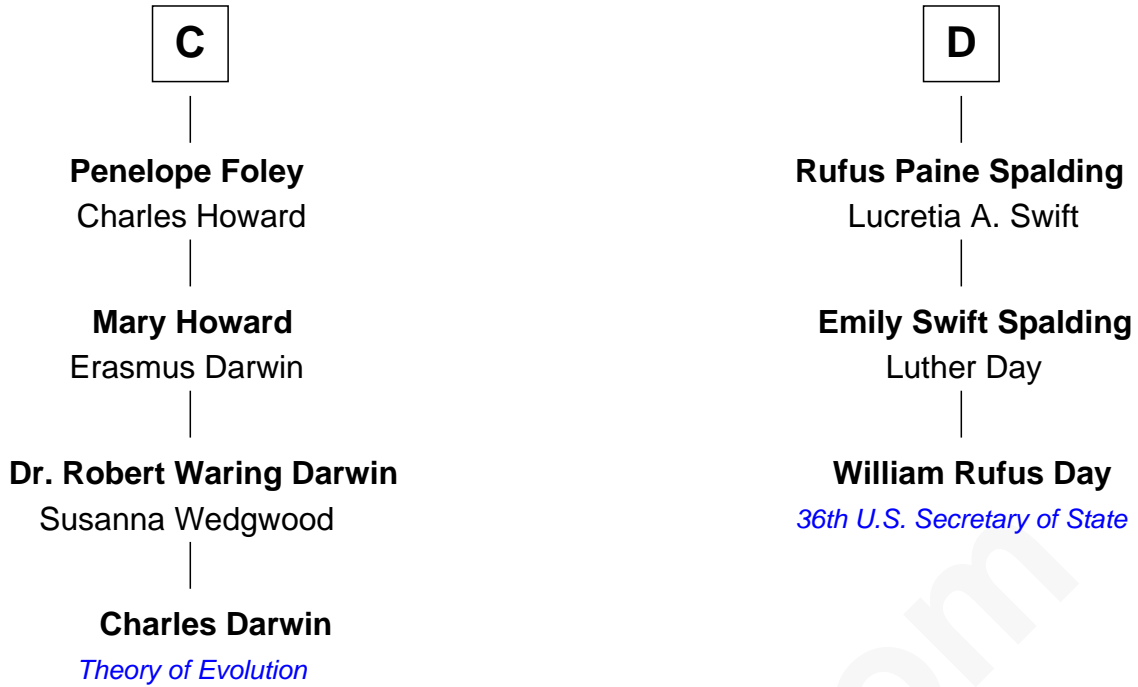 C
Penelope Foley
Charles Howard
Mary Howard
Erasmus Darwin
Dr. Robert Waring Darwin
Susanna Wedgwood
Charles Darwin
Theory of Evolution
D
Rufus Paine Spalding
Lucretia A. Swift
Emily Swift Spalding
Luther Day
William Rufus Day
36th U.S. Secretary of State
om